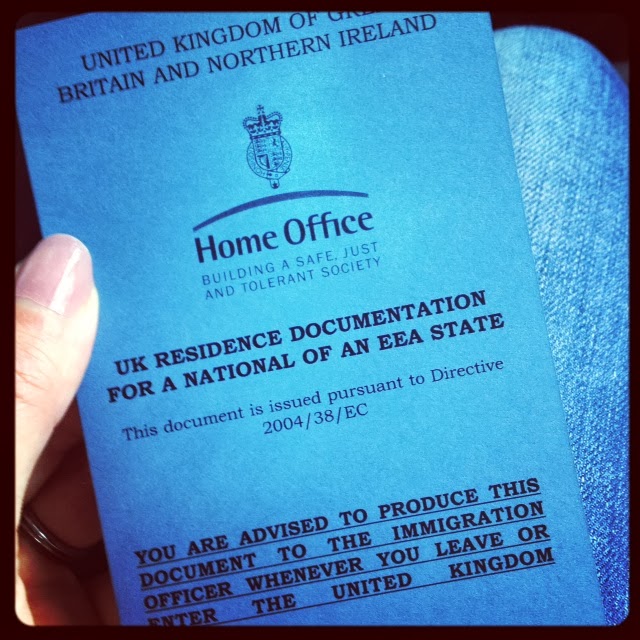 UNITED KINGDOM OF GREAT
BRITAIN AND NORTHERN IRELAND
Home Office
BUILDING A SAFE, JUST
AND TOLERANT SOCIETY
UK RESIDENCE DOCUMENTATION
FOR A NATIONAL OF AN EEA STATE
This document is issued pursuant to Directive
2004/38/EC
YOU ARE ADVISED TO PRODUCE THIS
DOCUMENT TO THE IMMIGRATION
OFFICER WHENEVER YOU LEAVE OR
ENTER THE UNITED KINGDOM